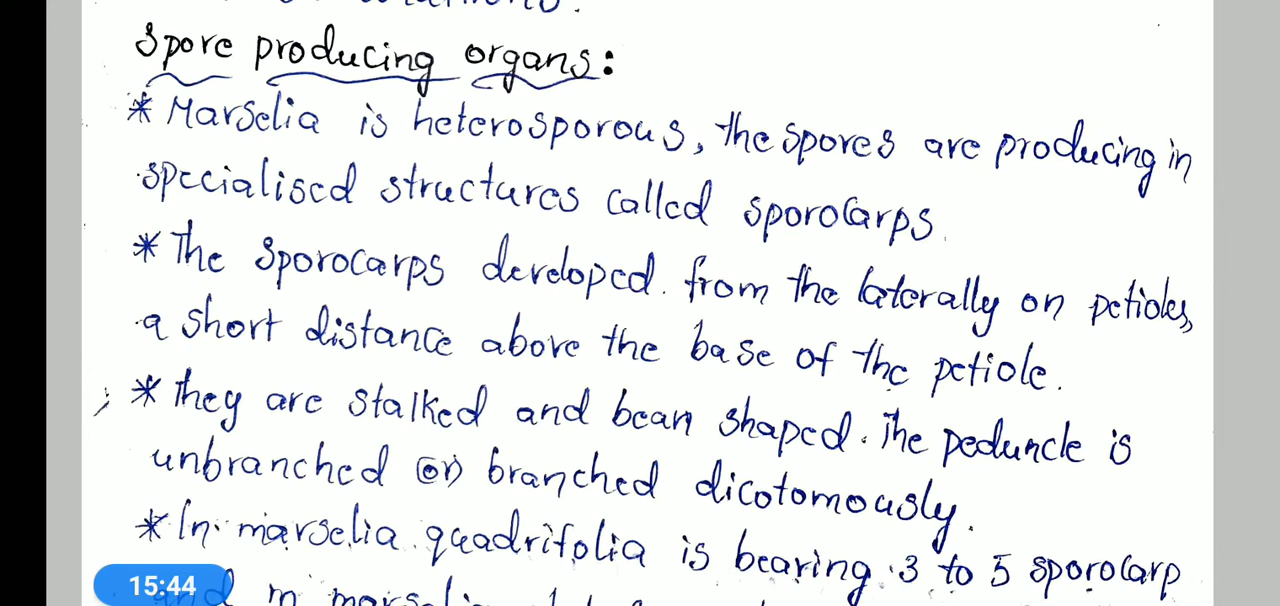 Spore producing organs:
* Marselia is heterosporous, the spores are producing in
specialised structures called sporocarps.
* The sporocarps developed from the laterally on petioles,
a short distance above the base of the petiole.
* They are stalked and bean shaped. The peduncle is
unbranched (or) branched dicotomously.
* In marselia quadrifolia is bearing 3 to 5 sporocarp
15:44